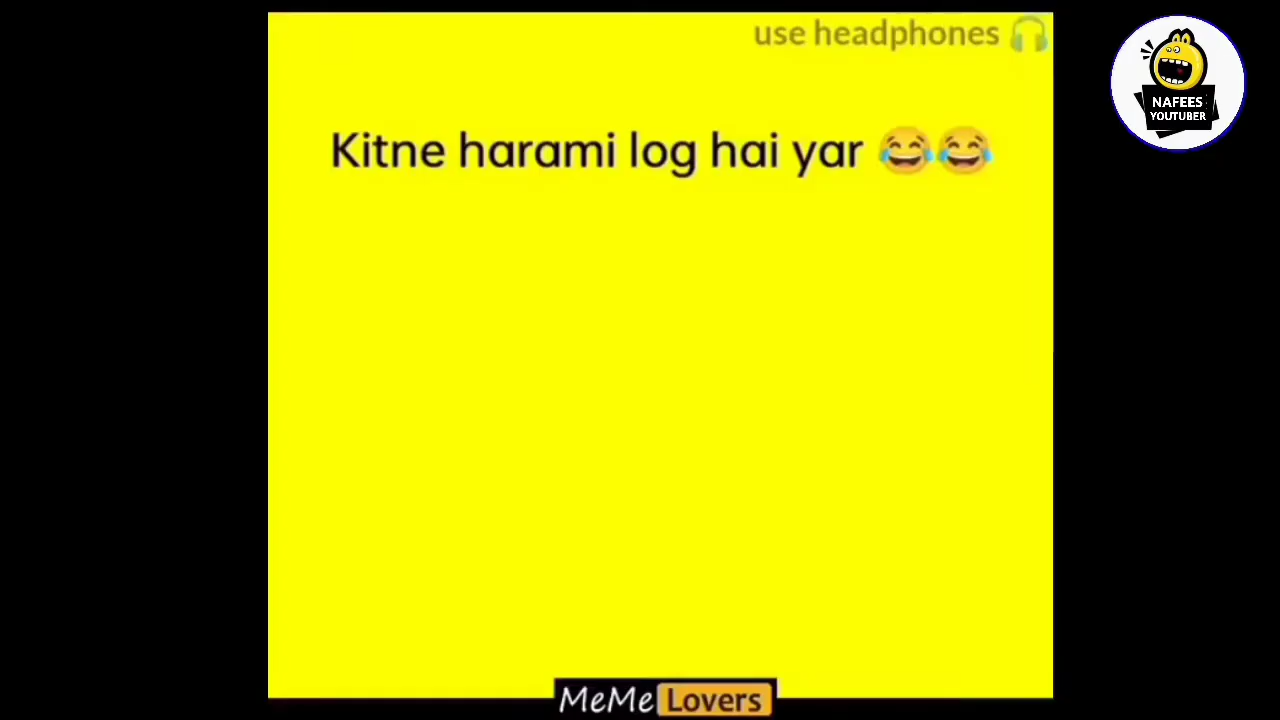 use headphones 🎧
NAFEES
YOUTUBER
Kitne harami log hai yar 😂😂
MeMe Lovers